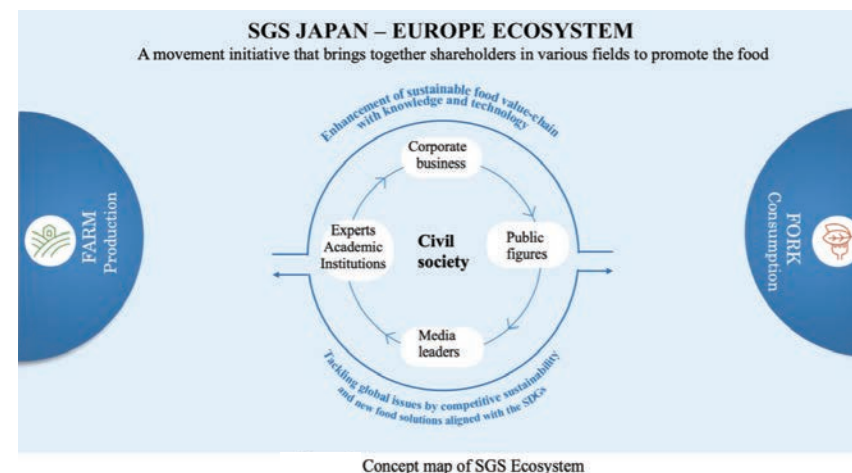 SGS JAPAN – EUROPE ECOSYSTEM
A movement initiative that brings together shareholders in various fields to promote the food
Enhancement of sustainable food value-chain
with knowledge and technology
Corporate
business
FARM
Production
Experts
Academic
Institutions
Civil
society
Public
figures
FORK
Consumption
Media
leaders
Tackling global issues by competitive sustainability
and new food solutions aligned with the SDGs
Concept map of SGS Ecosystem